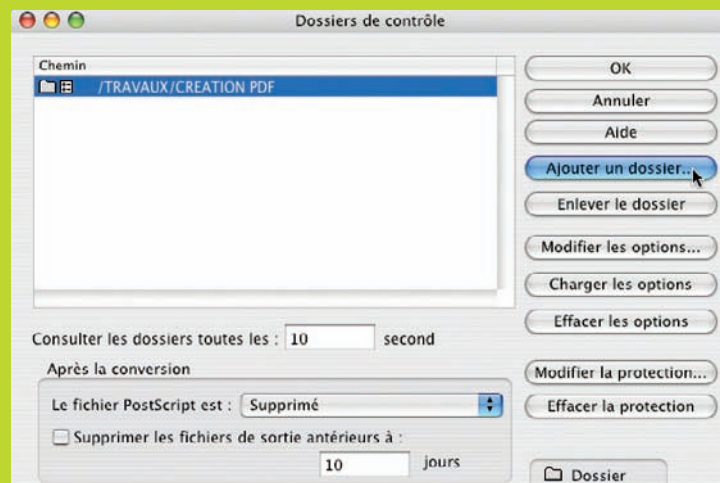 Dossiers de contrôle
Chemin
/TRAVAUX/CREATION PDF
OK
Annuler
Aide
Ajouter un dossier...
Enlever le dossier
Modifier les options...
Charger les options
Effacer les options
Modifier la protection...
Effacer la protection
Consulter les dossiers toutes les : 10 second
Après la conversion
Le fichier PostScript est : Supprimé
Supprimer les fichiers de sortie antérieurs à :
10 jours
Dossier